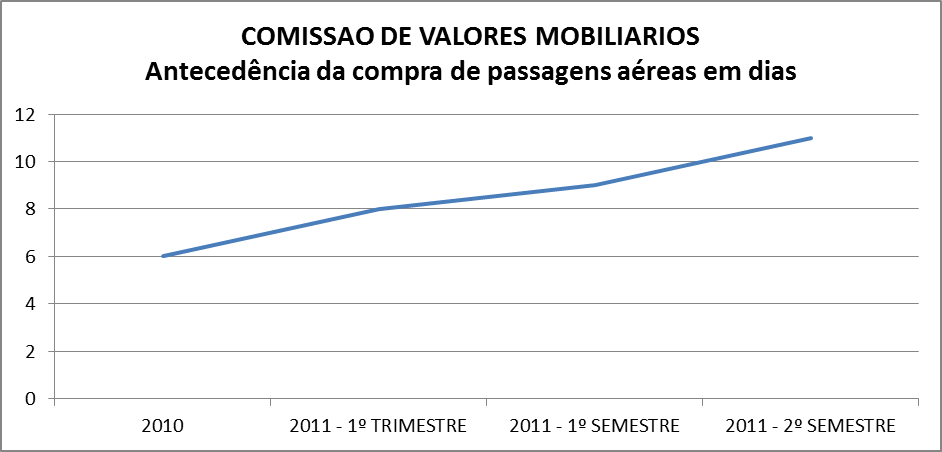 COMISSAO DE VALORES MOBILIARIOS
Antecedência da compra de passagens aéreas em dias
12
10
8
6
4
2
0
2010 2011 - 1º TRIMESTRE 2011 - 1º SEMESTRE 2011 - 2º SEMESTRE